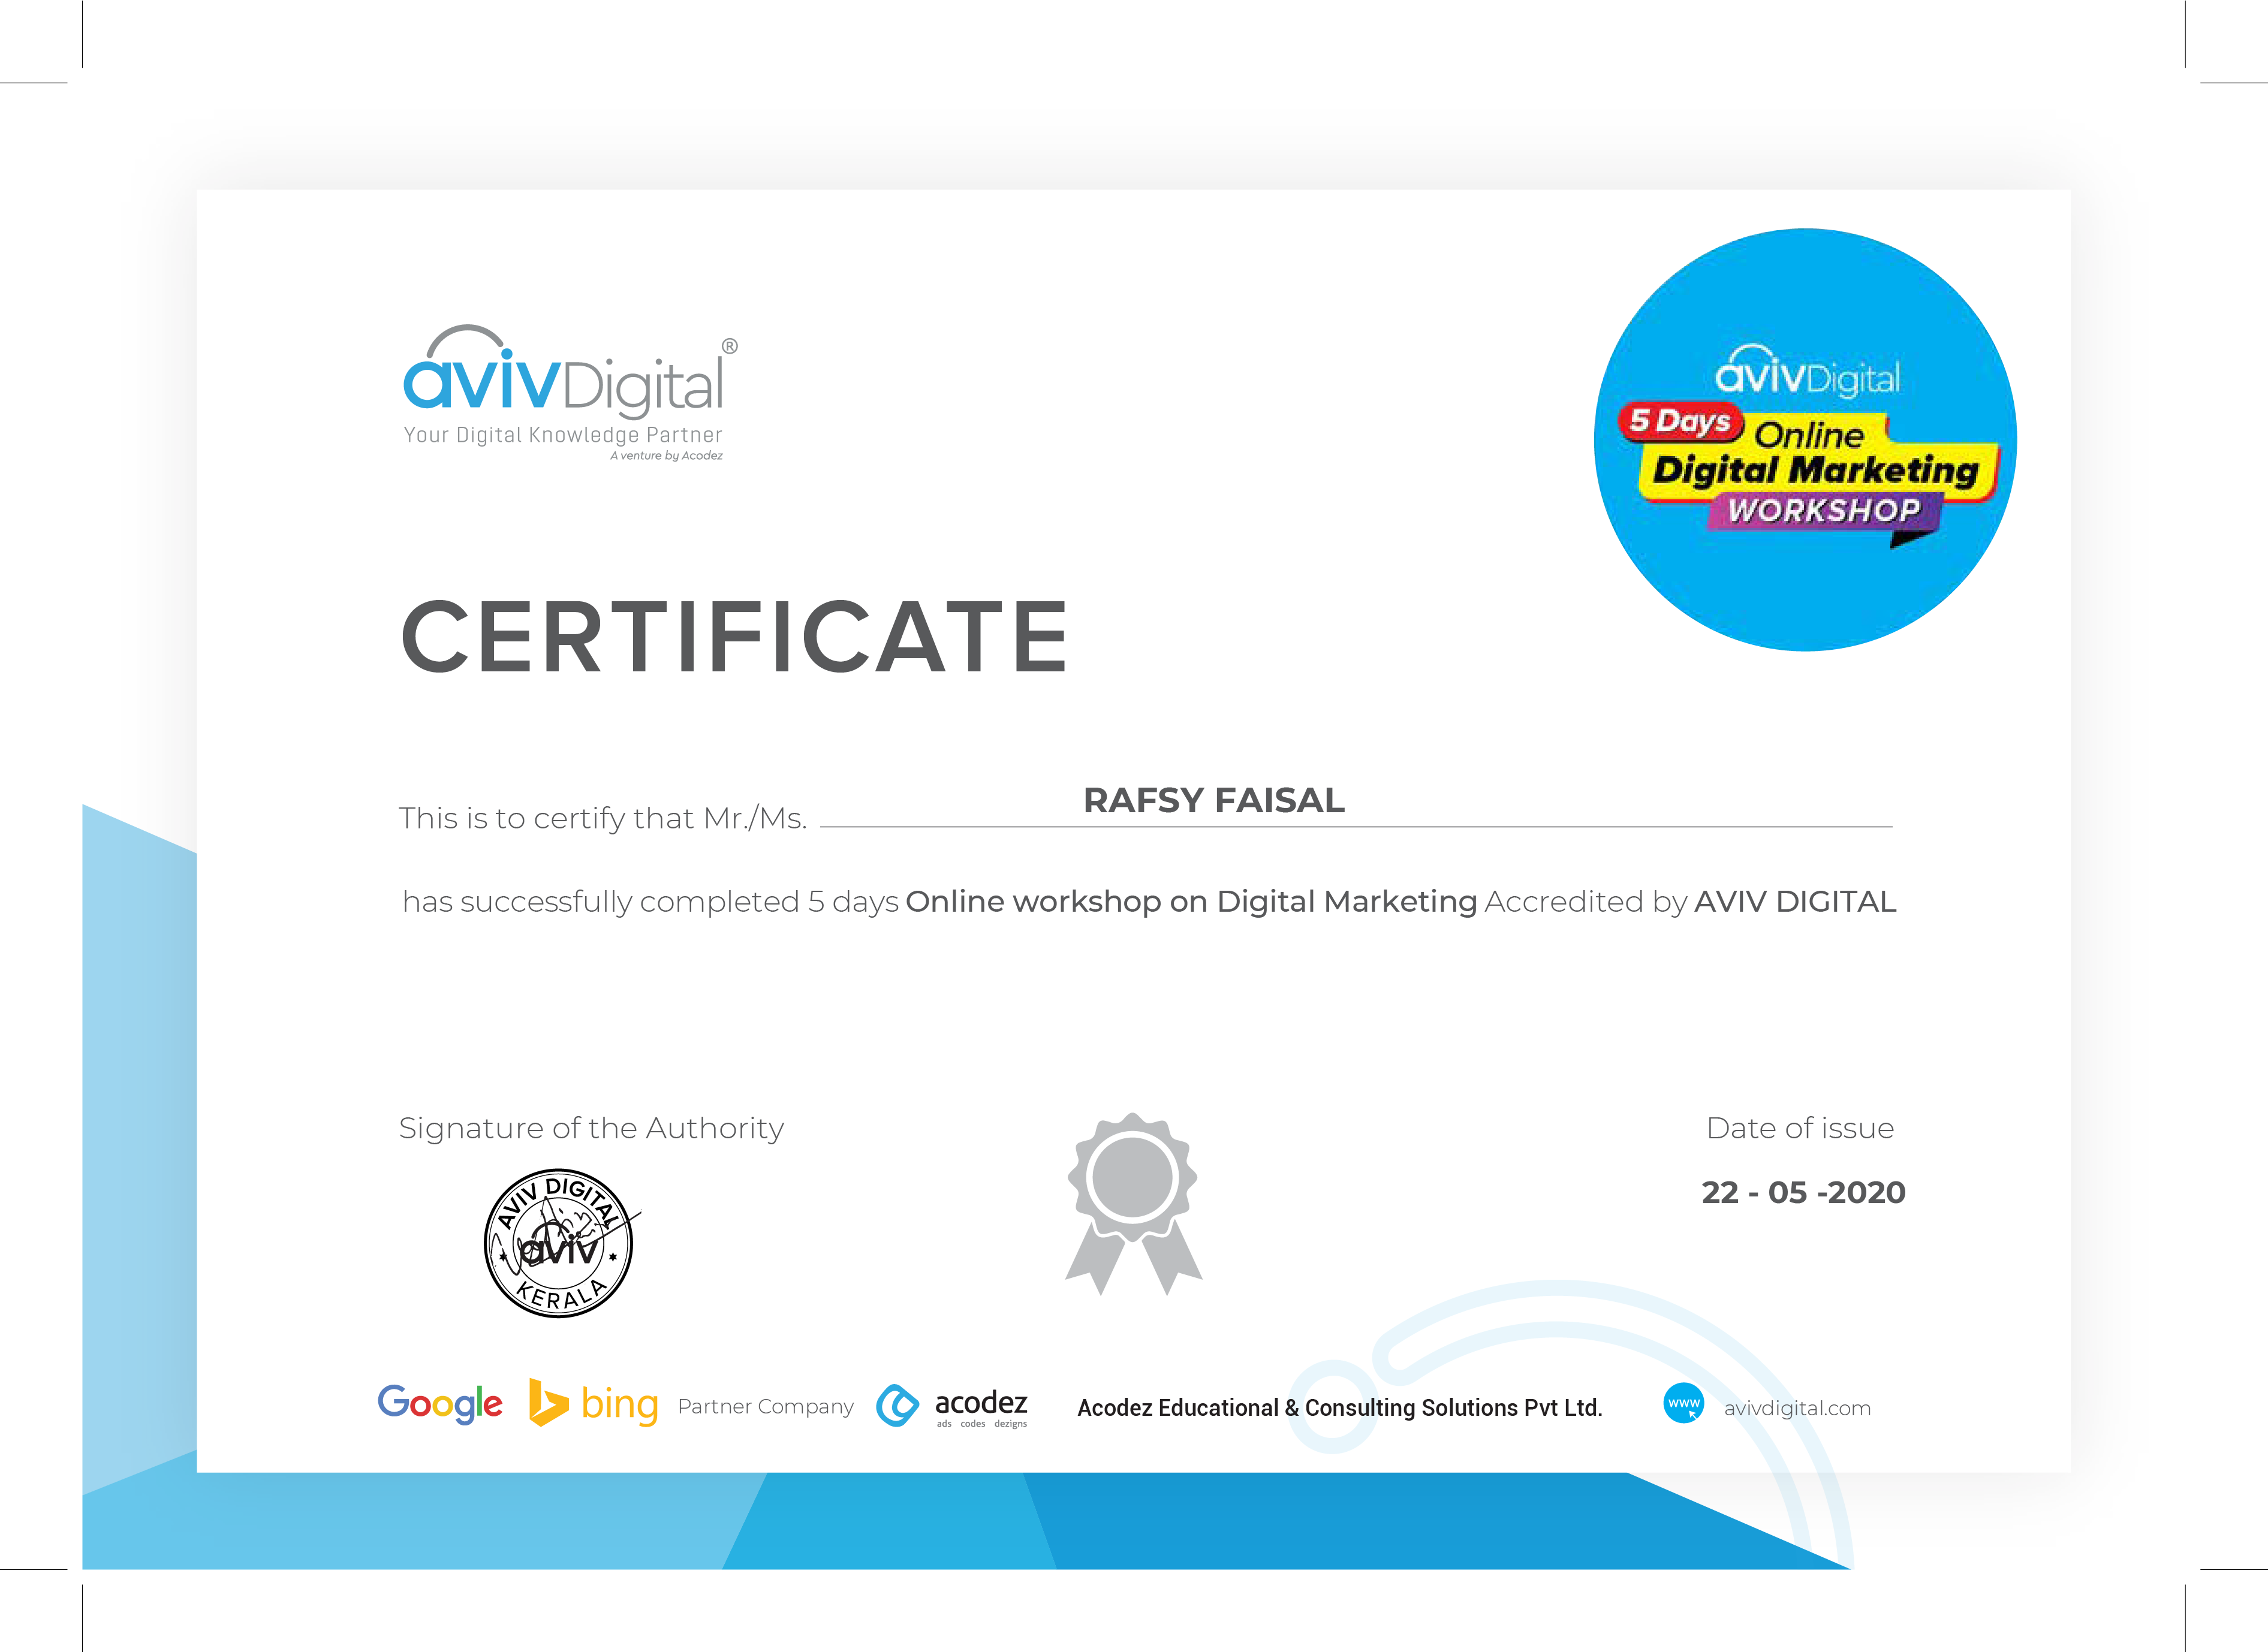 avivDigital®
Your Digital Knowledge Partner
A venture by Acodez
avivDigital
5 Days Online
Digital Marketing
WORKSHOP
CERTIFICATE
This is to certify that Mr./Ms. RAFSY FAISAL
has successfully completed 5 days Online workshop on Digital Marketing Accredited by AVIV DIGITAL
Signature of the Authority
AVIV DIGITAL
aviv
KERALA
Date of issue
22 - 05 -2020
Google bing Partner Company acodez Acodez Educational & Consulting Solutions Pvt Ltd. www avivdigital.com
ads codes dezigns